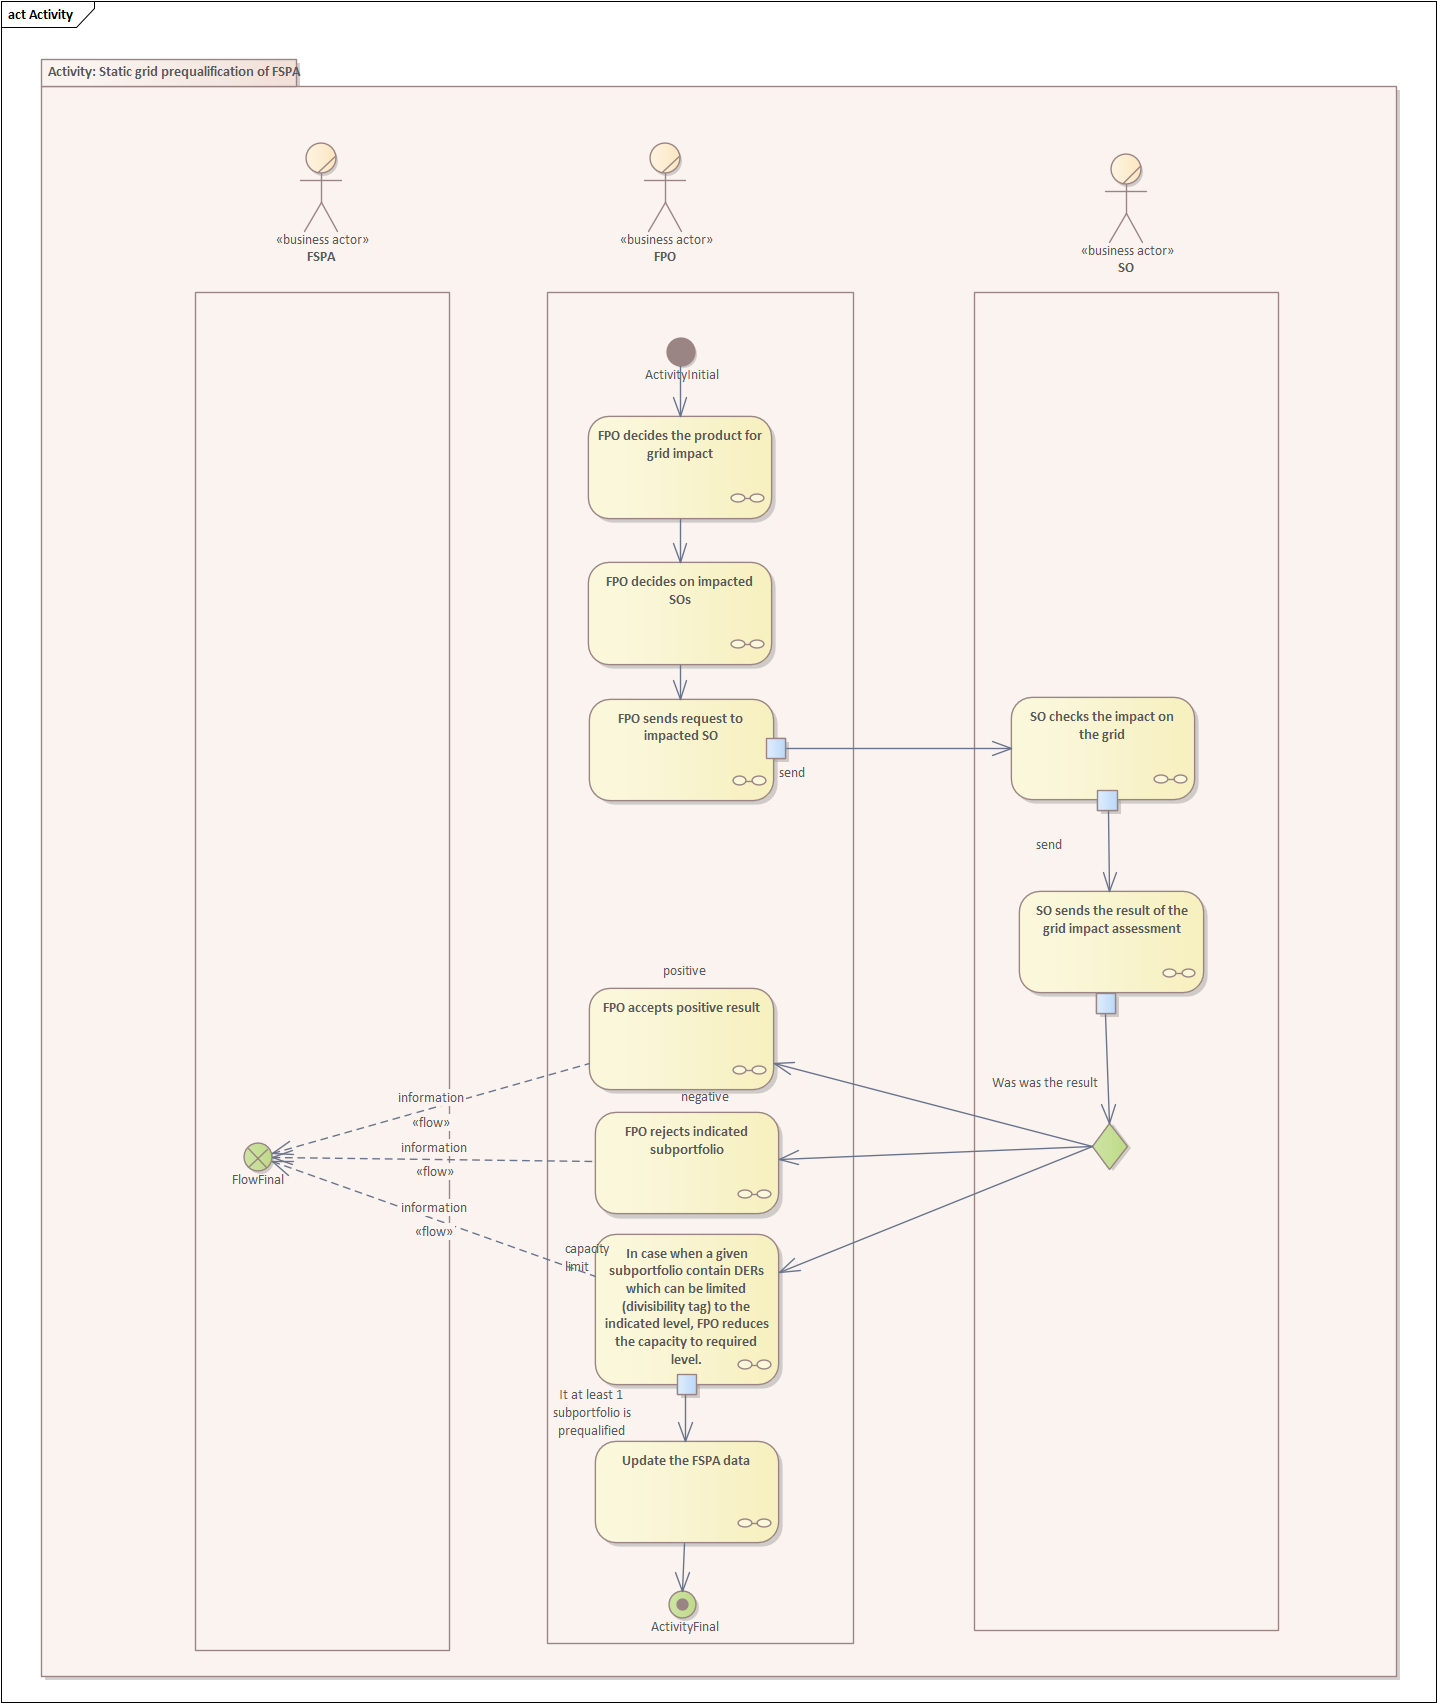 act Activity
Activity: Static grid prequalification of FSPA
«business actor»
FSPA
«business actor»
FPO
«business actor»
SO
ActivityInitial
FPO decides the product for
grid impact
FPO decides on impacted
SOs
FPO sends request to
impacted SO
send
SO checks the impact on
the grid
send
SO sends the result of the
grid impact assessment
Was was the result
positive
FPO accepts positive result
negative
FPO rejects indicated
subportfolio
information
«flow»
information
«flow»
information
«flow»
FlowFinal
capacity
limit
In case when a given
subportfolio contain DERs
which can be limited
(divisibility tag) to the
indicated level, FPO reduces
the capacity to required
level.
It at least 1
subportfolio is
prequalified
Update the FSPA data
ActivityFinal